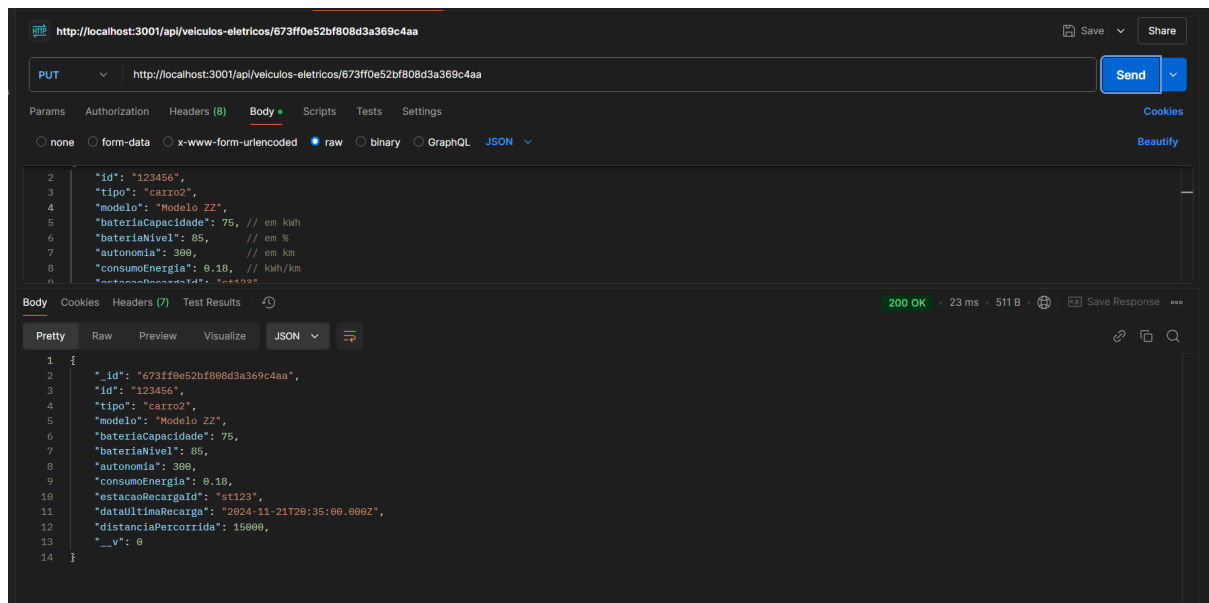 HTTP http://localhost:3001/api/veiculos-eletricos/673ff0e52bf808d3a369c4aa Save Share
PUT http://localhost:3001/api/veiculos-eletricos/673ff0e52bf808d3a369c4aa Send
Params Authorization Headers (8) Body Scripts Tests Settings Cookies
none form-data x-www-form-urlencoded raw binary GraphQL JSON Beautify
2 "id": "123456",
3 "tipo": "carro2",
4 "modelo": "Modelo ZZ",
5 "bateriaCapacidade": 75, // em kWh
6 "bateriaNivel": 85, // em %
7 "autonomia": 300, // em km
8 "consumoEnergia": 0.18, // kWh/km
9 "estacaoRecargaId": "st123"
Body Cookies Headers (7) Test Results 200 OK 23 ms 511 B Save Response
Pretty Raw Preview Visualize JSON
1 {
2 "_id": "673ff0e52bf808d3a369c4aa",
3 "id": "123456",
4 "tipo": "carro2",
5 "modelo": "Modelo ZZ",
6 "bateriaCapacidade": 75,
7 "bateriaNivel": 85,
8 "autonomia": 300,
9 "consumoEnergia": 0.18,
10 "estacaoRecargaId": "st123",
11 "dataUltimaRecarga": "2024-11-21T20:35:00.000Z",
12 "distanciaPercorrida": 15000,
13 "__v": 0
14 }